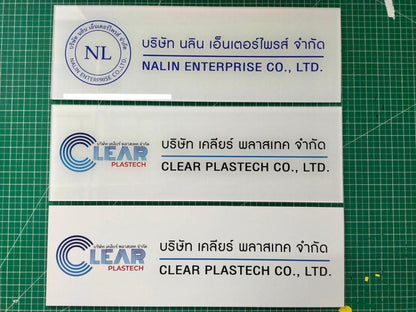 บริษัท นลิน เอ็นเตอร์ไพรส์ จำกัด
NL
NALIN ENTERPRISE CO.,LTD.
บริษัท นลิน เอ็นเตอร์ไพรส์ จำกัด
NALIN ENTERPRISE CO., LTD.
บริษัท เคลียร์ พลาสเทค จำกัด
CLEAR
PLASTECH
บริษัท เคลียร์ พลาสเทค จำกัด
CLEAR PLASTECH CO., LTD.
บริษัท เคลียร์ พลาสเทค จำกัด
CLEAR
PLASTECH
บริษัท เคลียร์ พลาสเทค จำกัด
CLEAR PLASTECH CO., LTD.